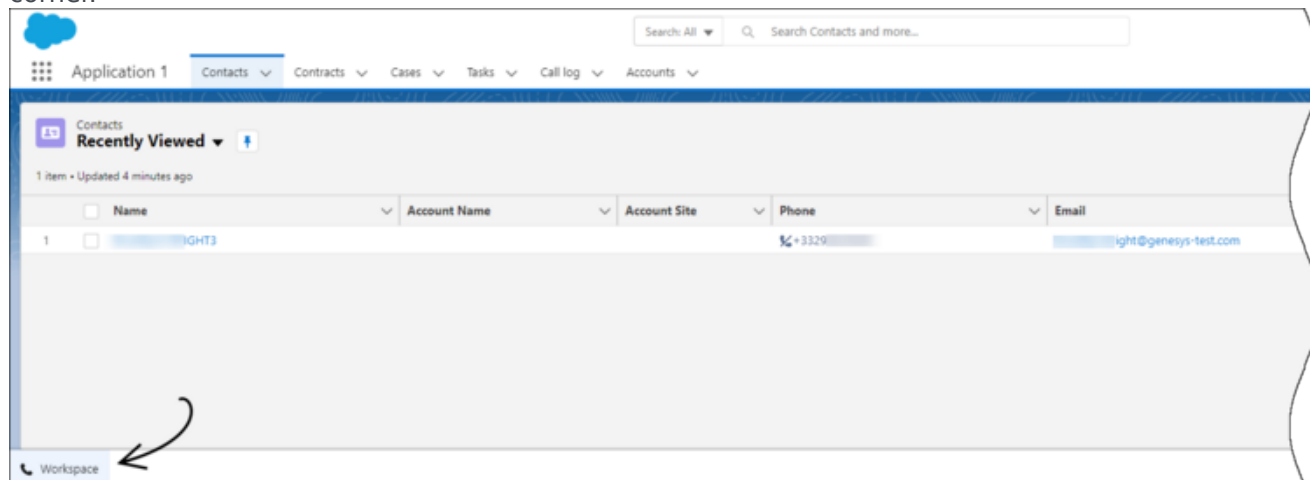 corner.
Search: All Search Contacts and more...
Application 1 Contacts Contracts Cases Tasks Call log Accounts
Contacts
Recently Viewed
1 item • Updated 4 minutes ago
Name Account Name Account Site Phone Email
1 IGHT3 +3329 ight@genesys-test.com
Workspace